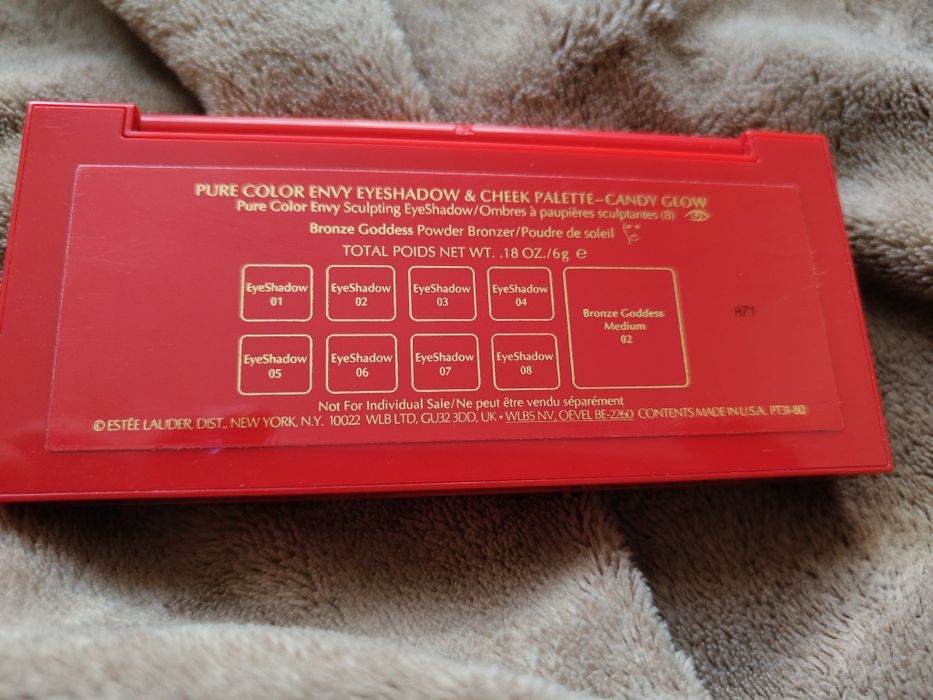 PURE COLOR ENVY EYESHADOW & CHEEK PALETTE–CANDY GLOW
Pure Color Envy Sculpting EyeShadow/Ombres à paupières sculptantes (8)
Bronze Goddess Powder Bronzer/Poudre de soleil
TOTAL POIDS NET WT. .18 OZ./6g ℮
EyeShadow 01
EyeShadow 02
EyeShadow 03
EyeShadow 04
Bronze Goddess
Medium
02
A71
EyeShadow 05
EyeShadow 06
EyeShadow 07
EyeShadow 08
Not For Individual Sale/Ne peut être vendu séparément
© ESTĒE LAUDER, DIST., NEW YORK, N.Y. 10022 WLB LTD, GU32 3DD, UK • WLBS NV, OEVEL BE-2260 CONTENTS MADE IN U.S.A. PT31-80